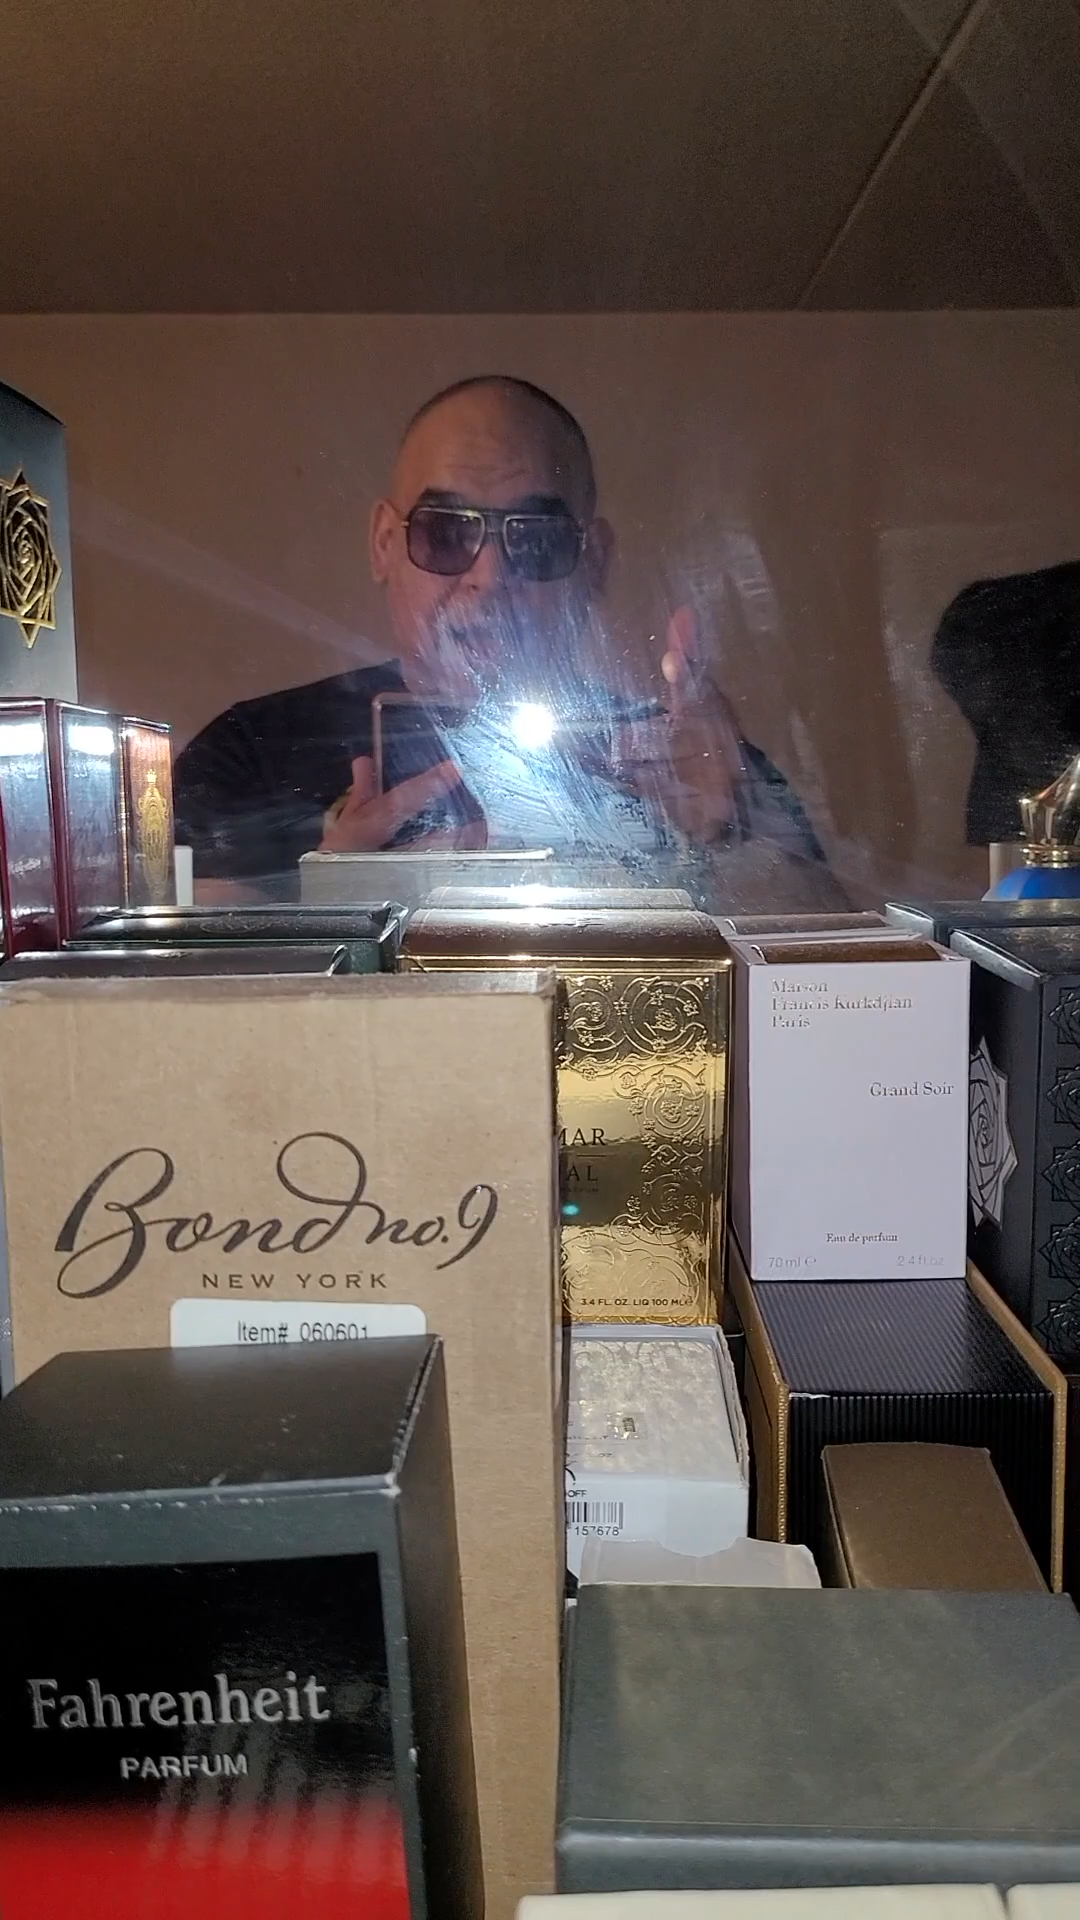 Maison
Francis Kurkdjian
Paris
Grand Soir
Eau de parfum
70 ml ℮ 2.4 fl.oz.
Bond no.9
NEW YORK
Item# 060601
MAR
AL
3.4 FL. OZ. LIQ 100 ML℮
OFF
157678
Fahrenheit
PARFUM